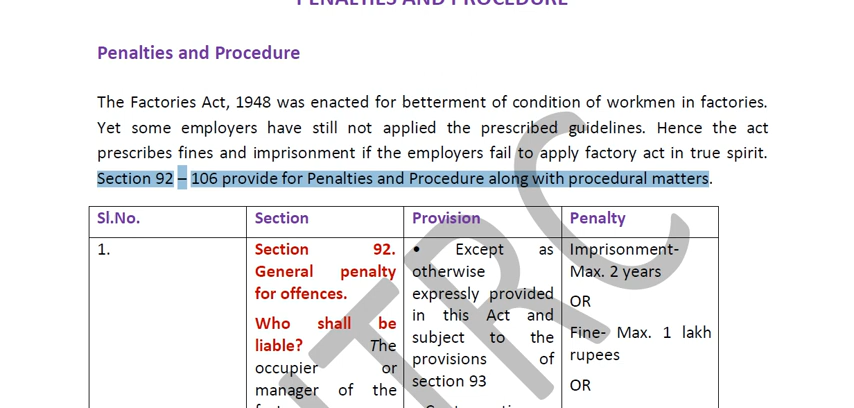 PENALTIES AND PROCEDURE
Penalties and Procedure
The Factories Act, 1948 was enacted for betterment of condition of workmen in factories.
Yet some employers have still not applied the prescribed guidelines. Hence the act
prescribes fines and imprisonment if the employers fail to apply factory act in true spirit.
Section 92 – 106 provide for Penalties and Procedure along with procedural matters.
Sl.No.
Section
Provision
Penalty
1.
Section 92.
General penalty
for offences.
Who shall be
liable? The
occupier or
manager of the
• Except as
otherwise
expressly provided
in this Act and
subject to the
provisions of
section 93
Imprisonment-
Max. 2 years
OR
Fine- Max. 1 lakh
rupees
OR
TRC